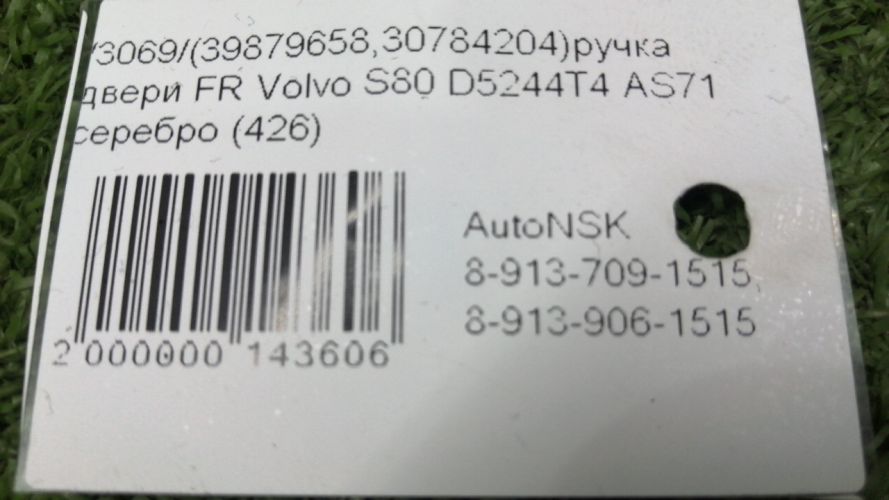 /3069/(39879658,30784204)ручка
двери FR Volvo S80 D5244T4 AS71
серебро (426)
AutoNSK
8-913-709-1515,
8-913-906-1515
2 000000 143606